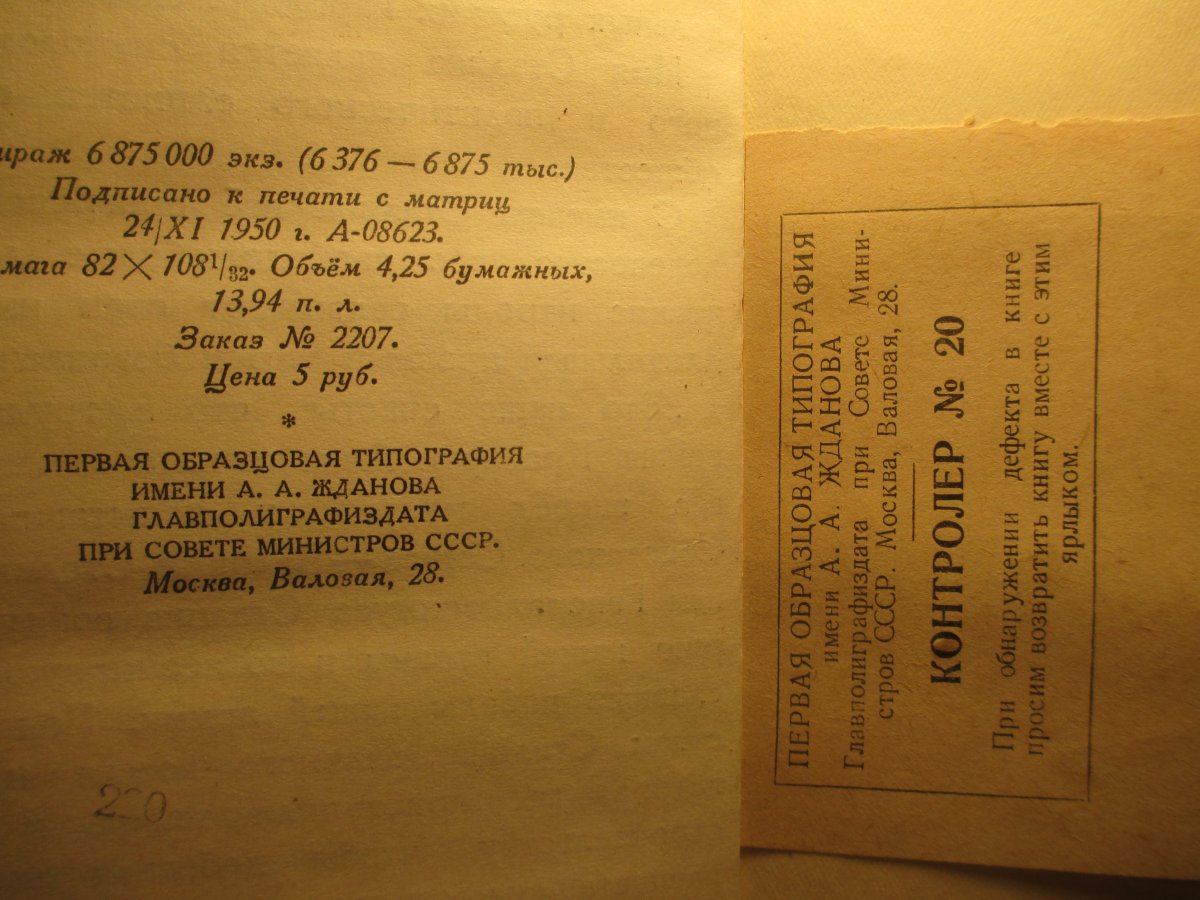 ираж 6 875 000 экз. (6 376 — 6 875 тыс.)
Подписано к печати с матриц
24/XI 1950 г. А-08623.
мага 82 × 108¹/₃₂. Объём 4,25 бумажных,
13,94 п. л.
Заказ № 2207.
Цена 5 руб.
*
ПЕРВАЯ ОБРАЗЦОВАЯ ТИПОГРАФИЯ
ИМЕНИ А. А. ЖДАНОВА
ГЛАВПОЛИГРАФИЗДАТА
ПРИ СОВЕТЕ МИНИСТРОВ СССР.
Москва, Валовая, 28.
ПЕРВАЯ ОБРАЗЦОВАЯ ТИПОГРАФИЯ
имени А. А. ЖДАНОВА
Главполиграфиздата при Совете Мини-
стров СССР. Москва, Валовая, 28.
КОНТРОЛЕР № 20
При обнаружении дефекта в книге
просим возвратить книгу вместе с этим
ярлыком.